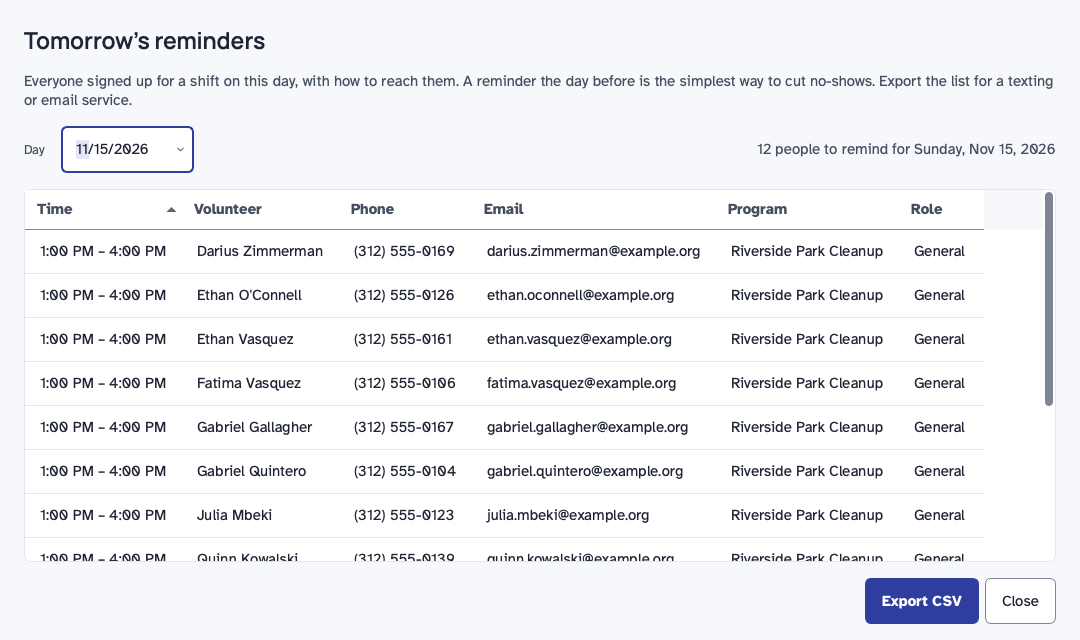 Tomorrow's reminders
Everyone signed up for a shift on this day, with how to reach them. A reminder the day before is the simplest way to cut no-shows. Export the list for a texting
or email service.
Day 11/15/2026 12 people to remind for Sunday, Nov 15, 2026
Time Volunteer Phone Email Program Role
1:00 PM – 4:00 PM Darius Zimmerman (312) 555-0169 darius.zimmerman@example.org Riverside Park Cleanup General
1:00 PM – 4:00 PM Ethan O'Connell (312) 555-0126 ethan.oconnell@example.org Riverside Park Cleanup General
1:00 PM – 4:00 PM Ethan Vasquez (312) 555-0161 ethan.vasquez@example.org Riverside Park Cleanup General
1:00 PM – 4:00 PM Fatima Vasquez (312) 555-0106 fatima.vasquez@example.org Riverside Park Cleanup General
1:00 PM – 4:00 PM Gabriel Gallagher (312) 555-0167 gabriel.gallagher@example.org Riverside Park Cleanup General
1:00 PM – 4:00 PM Gabriel Quintero (312) 555-0104 gabriel.quintero@example.org Riverside Park Cleanup General
1:00 PM – 4:00 PM Julia Mbeki (312) 555-0123 julia.mbeki@example.org Riverside Park Cleanup General
1:00 PM – 4:00 PM Quinn Kowalski (312) 555-0139 quinn.kowalski@example.org Riverside Park Cleanup General
Export CSV Close